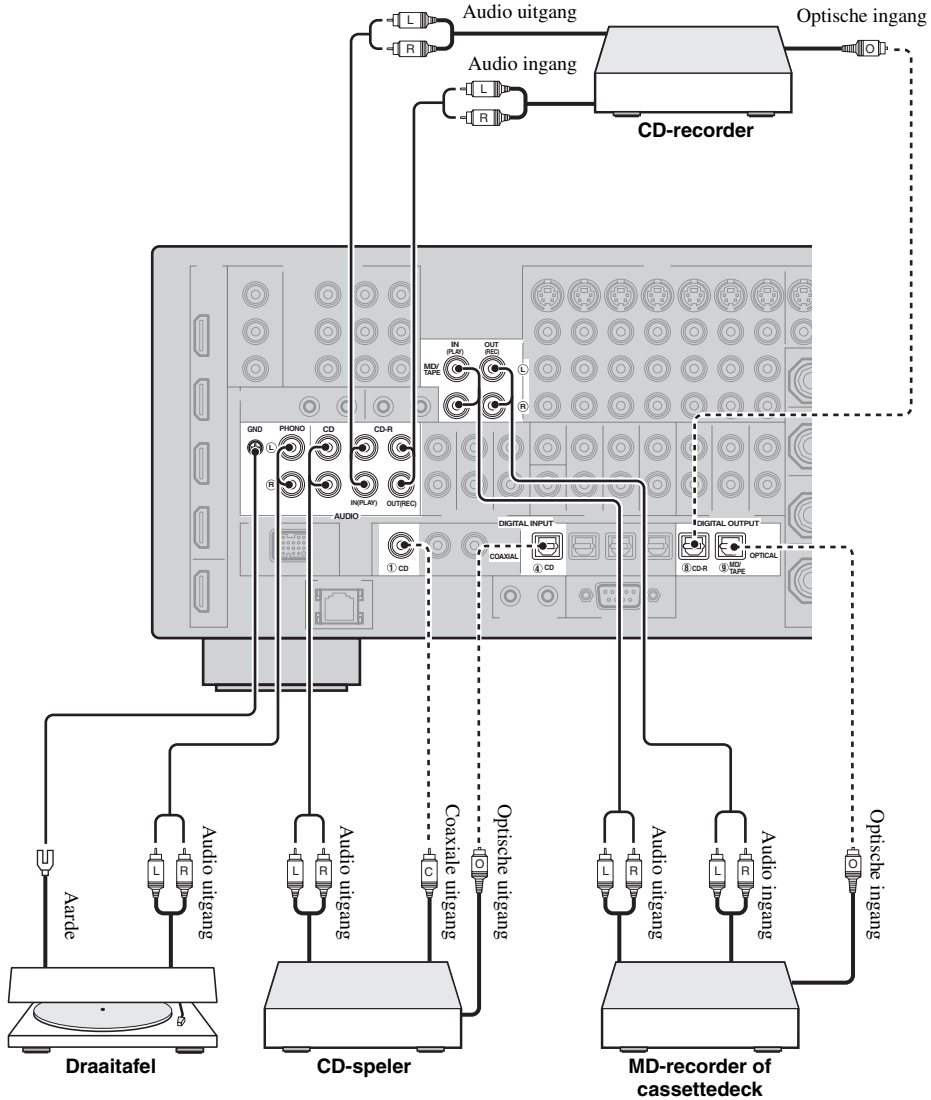 Audio uitgang
L
R
Optische ingang
O
Audio ingang
L
R
CD-recorder
IN
(PLAY)
OUT
(REC)
MD/
TAPE
L
R
GND
PHONO
CD
CD-R
L
R
IN(PLAY)
OUT(REC)
AUDIO
DIGITAL INPUT
DIGITAL OUTPUT
COAXIAL
OPTICAL
① CD
④ CD
⑧ CD-R
⑨ MD/
TAPE
Aarde
L
R
Audio uitgang
L
R
Audio uitgang
C
Coaxiale uitgang
O
Optische uitgang
L
R
Audio uitgang
L
R
Audio ingang
O
Optische ingang
Draaitafel
CD-speler
MD-recorder of
cassettedeck